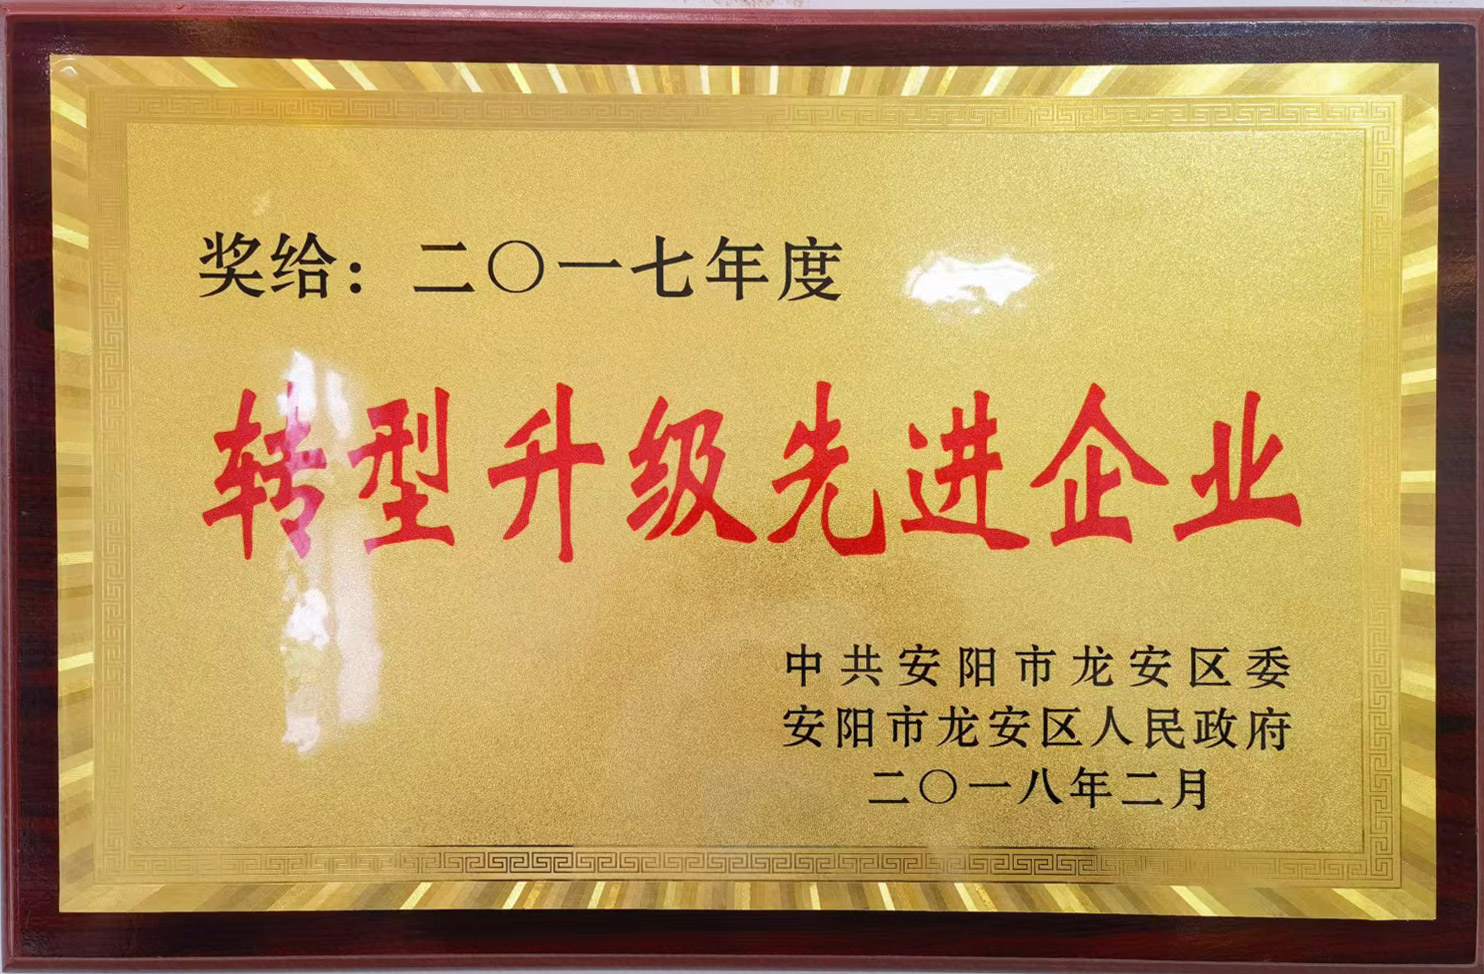 奖给：二〇一七年度
转型升级先进企业
中共安阳市龙安区委
安阳市龙安区人民政府
二〇一八年二月